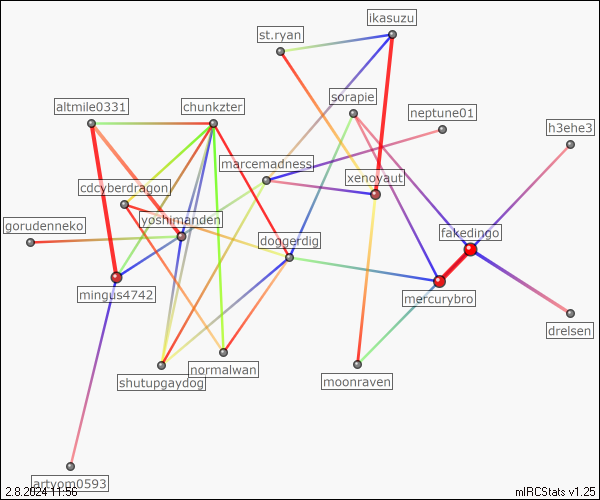 ikasuzu
st.ryan
sorapie
altmile0331
chunkzter
neptune01
h3ehe3
marcemadness
xenoyaut
cdcyberdragon
yoshimanden
gorudenneko
doggerdig
fakedingo
mingus4742
mercurybro
drelsen
normalwan
shutupgaydog
moonraven
artyom0593
2.8.2024 11:56
mIRCStats v1.25